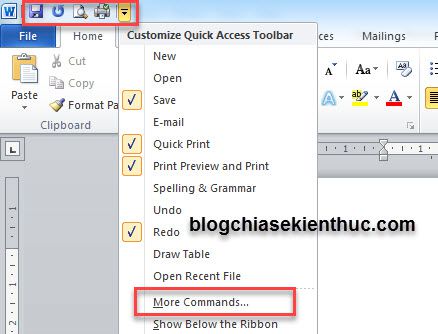 W
File Home ences Mailings
Customize Quick Access Toolbar
New
Cut
Open
Copy
Save
Paste
Format Pa
E-mail
Clipboard
Quick Print
Print Preview and Print
Spelling & Grammar
Undo
blogchiasekienthuc.com
Redo
Draw Table
Open Recent File
More Commands...
Show Below the Ribbon